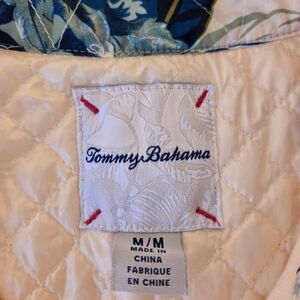 Tommy Bahama
M/M
MADE IN
CHINA
FABRIQUE
EN CHINE